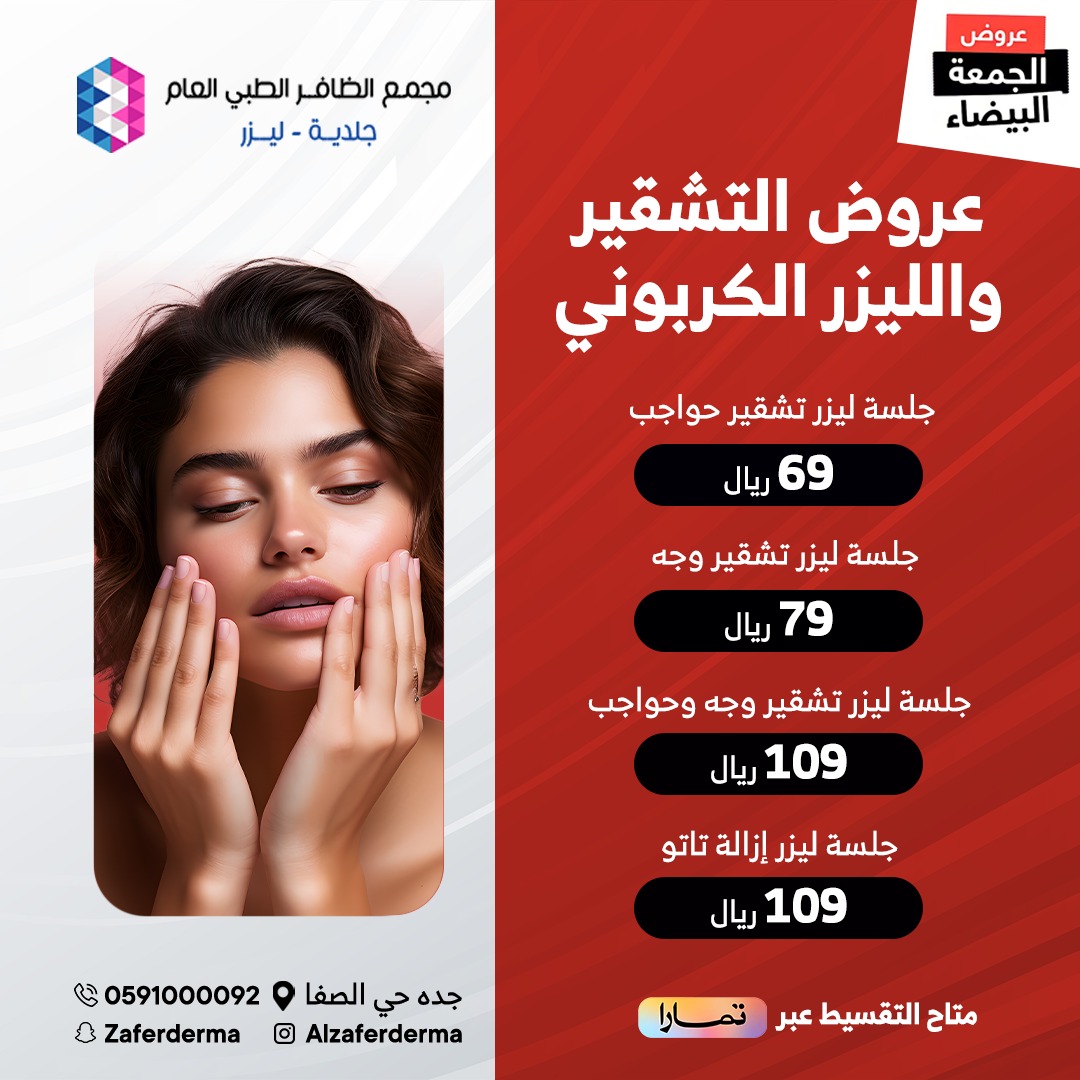 عروض
الجمعة
البيضاء
مجمع الظافر الطبي العام
جلدية - ليزر
عروض التشقير
والليزر الكربوني
جلسة ليزر تشقير حواجب
69 ريال
جلسة ليزر تشقير وجه
79 ريال
جلسة ليزر تشقير وجه وحواجب
109 ريال
جلسة ليزر إزالة تاتو
109 ريال
متاح التقسيط عبر تمارا
جده حي الصفا 0591000092
Zaferderma Alzaferderma